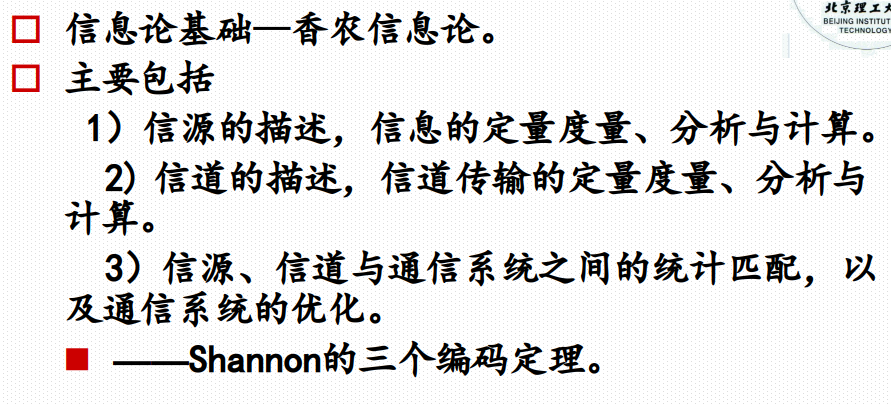 信息论基础—香农信息论。
北京理工大
BEIJING INSTITUT
TECHNOLOGY
主要包括
1）信源的描述，信息的定量度量、分析与计算。
2）信道的描述，信道传输的定量度量、分析与
计算。
3）信源、信道与通信系统之间的统计匹配，以
及通信系统的优化。
——Shannon的三个编码定理。